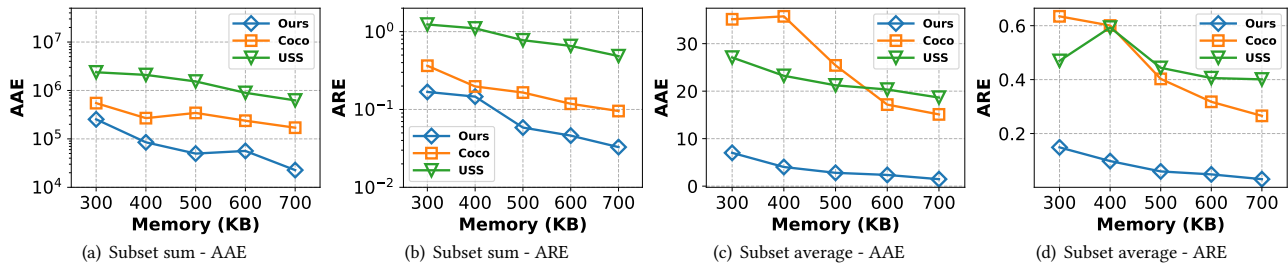 AAE
10^7
10^6
10^5
10^4
Ours
Coco
USS
300 400 500 600 700
Memory (KB)
(a) Subset sum - AAE
ARE
10^0
10^−1
10^−2
Ours
Coco
USS
300 400 500 600 700
Memory (KB)
(b) Subset sum - ARE
AAE
30
20
10
0
Ours
Coco
USS
300 400 500 600 700
Memory (KB)
(c) Subset average - AAE
ARE
0.6
0.4
0.2
Ours
Coco
USS
300 400 500 600 700
Memory (KB)
(d) Subset average - ARE